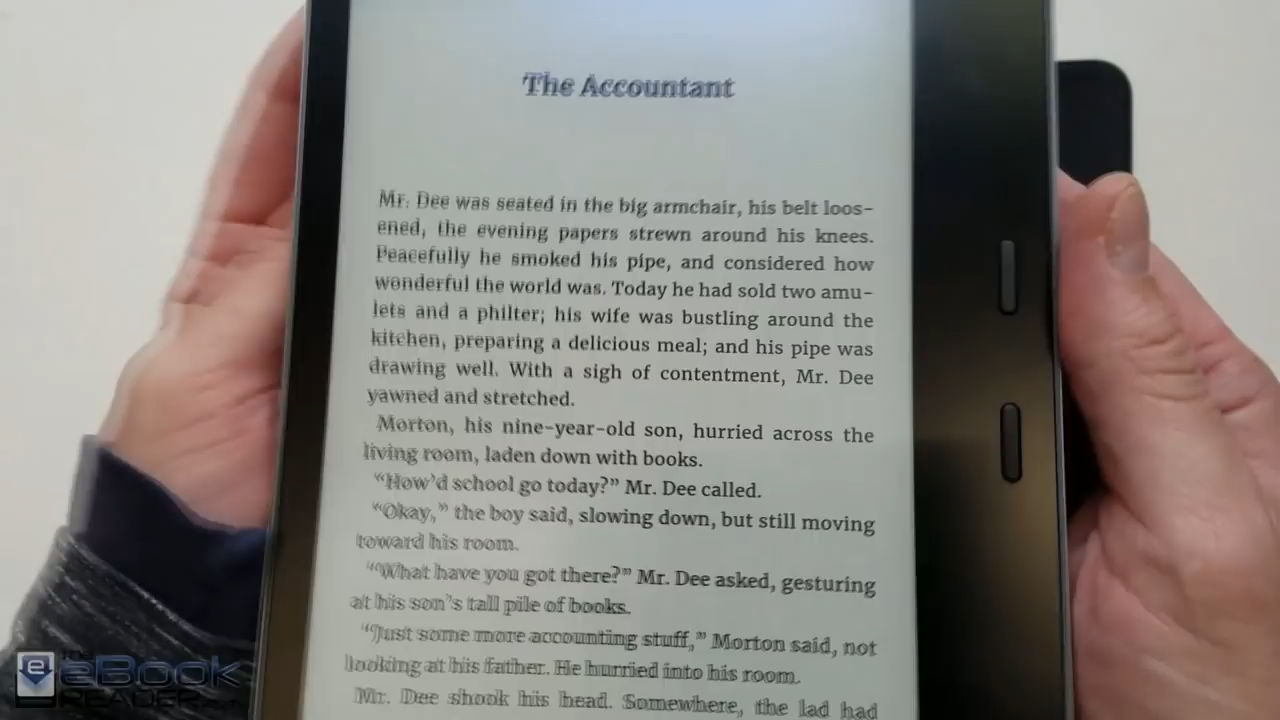 The Accountant
Mr. Dee was seated in the big armchair, his belt loos-
ened, the evening papers strewn around his knees.
Peacefully he smoked his pipe, and considered how
wonderful the world was. Today he had sold two amu-
lets and a philter; his wife was bustling around the
kitchen, preparing a delicious meal; and his pipe was
drawing well. With a sigh of contentment, Mr. Dee
yawned and stretched.
Morton, his nine-year-old son, hurried across the
living room, laden down with books.
“How’d school go today?” Mr. Dee called.
“Okay,” the boy said, slowing down, but still moving
toward his room.
“What have you got there?” Mr. Dee asked, gesturing
at his son’s tall pile of books.
“Just some more accounting stuff,” Morton said, not
looking at his father. He hurried into his room.
Mr. Dee shook his head. Somewhere, the lad had
e
eBook
READER